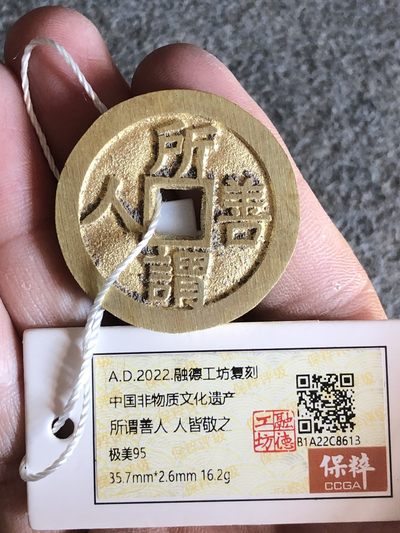 所謂善人
A.D.2022.融德工坊复刻
中国非物质文化遗产
所谓善人 人皆敬之
极美95
35.7mm*2.6mm 16.2g
融德工坊
B1A22C8613
保粹
CCGA